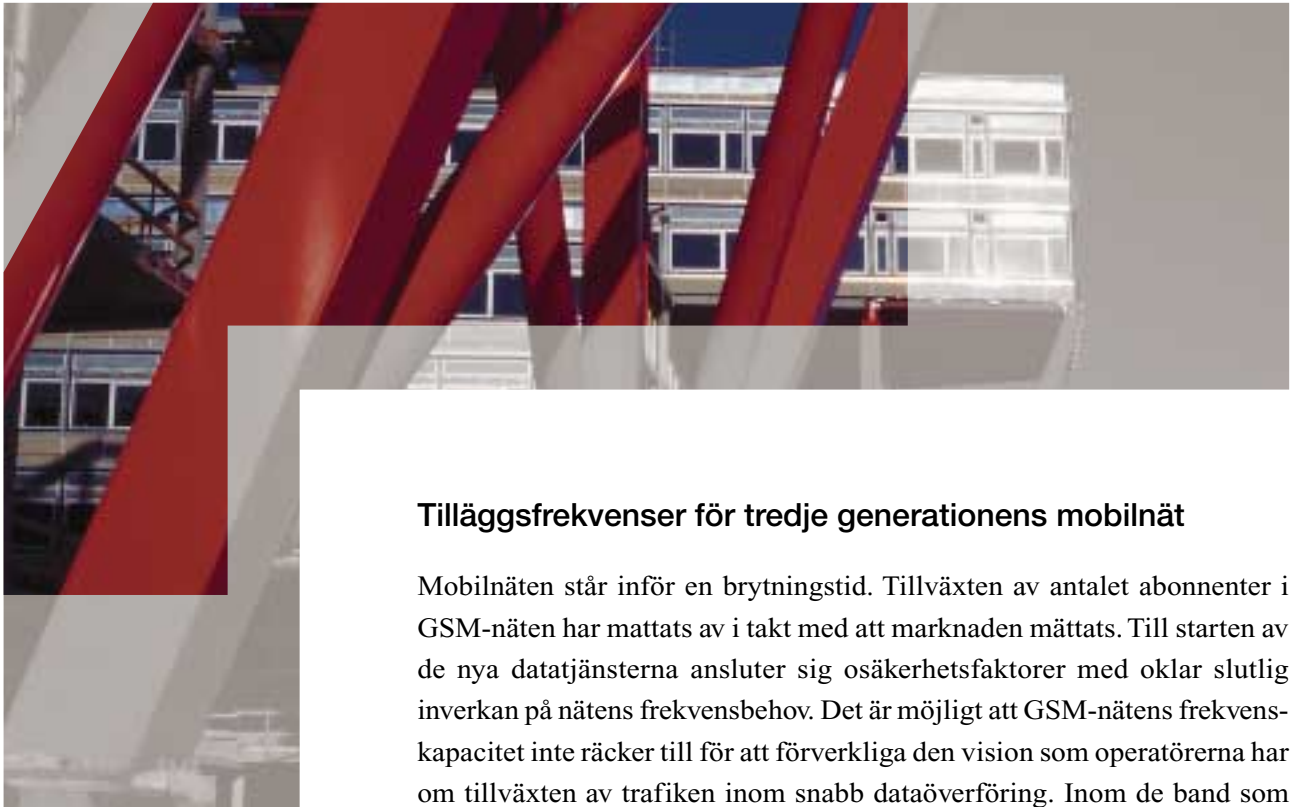 Tilläggsfrekvenser för tredje generationens mobilnät
Mobilnäten står inför en brytningstid. Tillväxten av antalet abonnenter i
GSM-näten har mattats av i takt med att marknaden mättats. Till starten av
de nya datatjänsterna ansluter sig osäkerhetsfaktorer med oklar slutlig
inverkan på nätens frekvensbehov. Det är möjligt att GSM-nätens frekvens-
kapacitet inte räcker till för att förverkliga den vision som operatörerna har
om tillväxten av trafiken inom snabb dataöverföring. Inom de band som